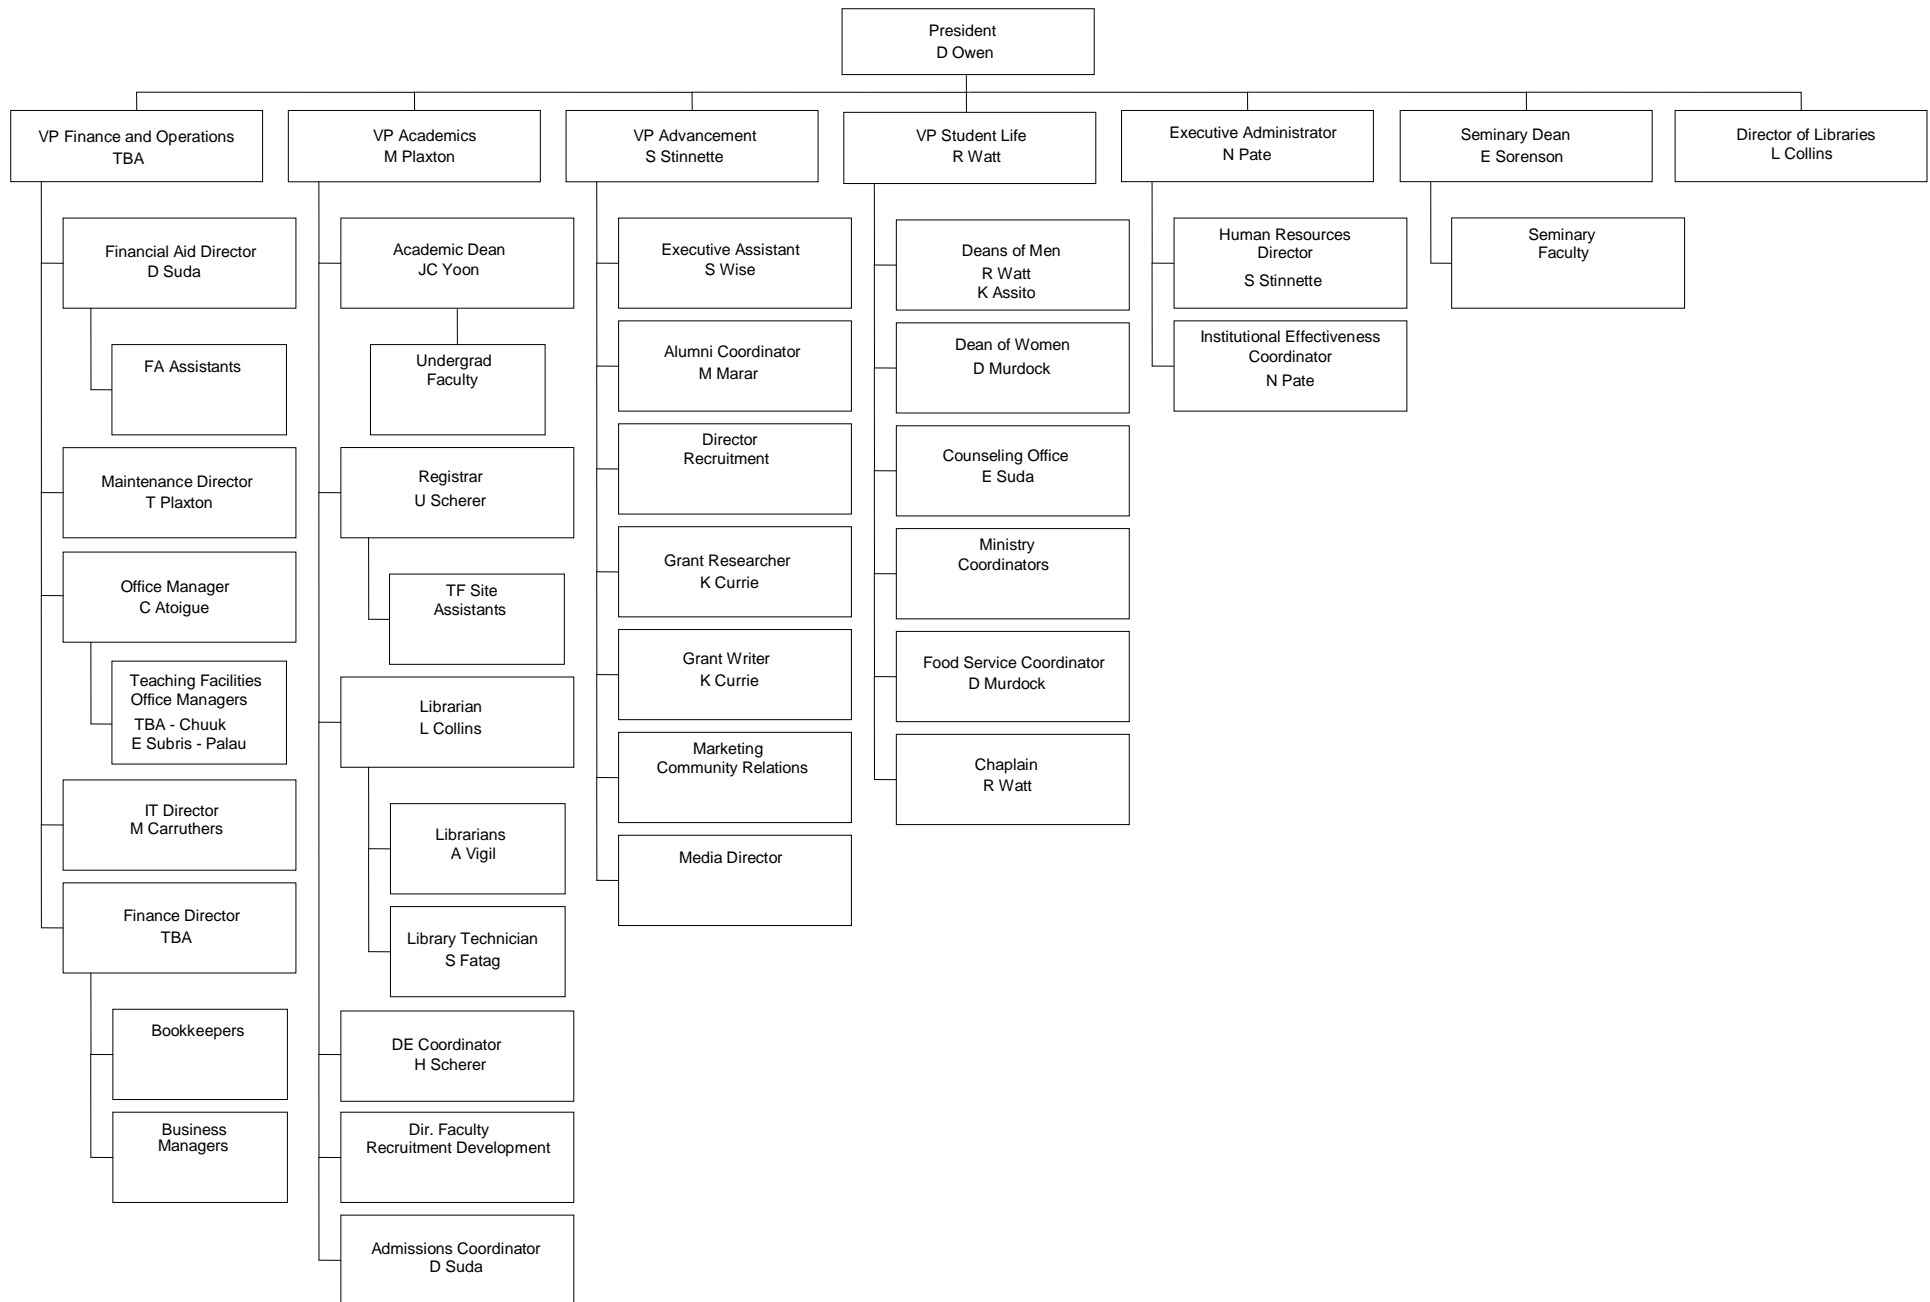 President
D Owen
VP Finance and Operations
TBA
VP Academics
M Plaxton
VP Advancement
S Stinnette
VP Student Life
R Watt
Executive Administrator
N Pate
Seminary Dean
E Sorenson
Director of Libraries
L Collins
Financial Aid Director
D Suda
FA Assistants
Maintenance Director
T Plaxton
Office Manager
C Atoigue
Teaching Facilities
Office Managers
TBA - Chuuk
E Subris - Palau
IT Director
M Carruthers
Finance Director
TBA
Bookkeepers
Business
Managers
Academic Dean
JC Yoon
Undergrad
Faculty
Registrar
U Scherer
TF Site
Assistants
Librarian
L Collins
Librarians
A Vigil
Library Technician
S Fatag
DE Coordinator
H Scherer
Dir. Faculty
Recruitment Development
Admissions Coordinator
D Suda
Executive Assistant
S Wise
Alumni Coordinator
M Marar
Director
Recruitment
Grant Researcher
K Currie
Grant Writer
K Currie
Marketing
Community Relations
Media Director
Deans of Men
R Watt
K Assito
Dean of Women
D Murdock
Counseling Office
E Suda
Ministry
Coordinators
Food Service Coordinator
D Murdock
Chaplain
R Watt
Human Resources
Director
S Stinnette
Institutional Effectiveness
Coordinator
N Pate
Seminary
Faculty